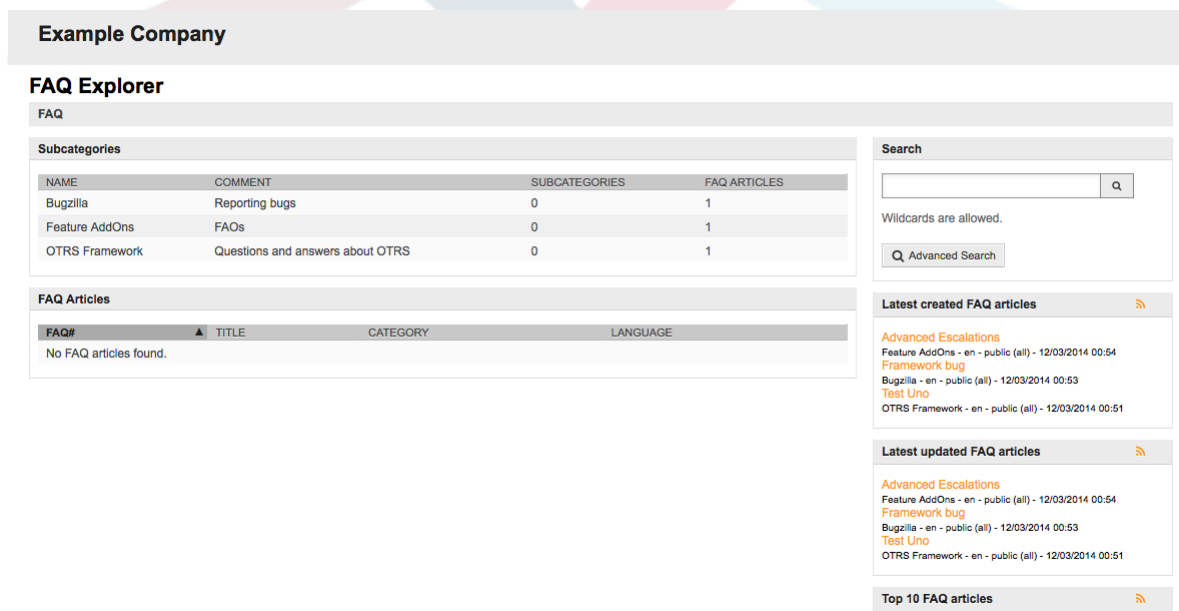 Example Company
FAQ Explorer
FAQ
Subcategories
NAME COMMENT SUBCATEGORIES FAQ ARTICLES
Bugzilla Reporting bugs 0 1
Feature AddOns FAOs 0 1
OTRS Framework Questions and answers about OTRS 0 1
FAQ Articles
FAQ# ▲ TITLE CATEGORY LANGUAGE
No FAQ articles found.
Search
Wildcards are allowed.
Advanced Search
Latest created FAQ articles
Advanced Escalations
Feature AddOns - en - public (all) - 12/03/2014 00:54
Framework bug
Bugzilla - en - public (all) - 12/03/2014 00:53
Test Uno
OTRS Framework - en - public (all) - 12/03/2014 00:51
Latest updated FAQ articles
Advanced Escalations
Feature AddOns - en - public (all) - 12/03/2014 00:54
Framework bug
Bugzilla - en - public (all) - 12/03/2014 00:53
Test Uno
OTRS Framework - en - public (all) - 12/03/2014 00:51
Top 10 FAQ articles